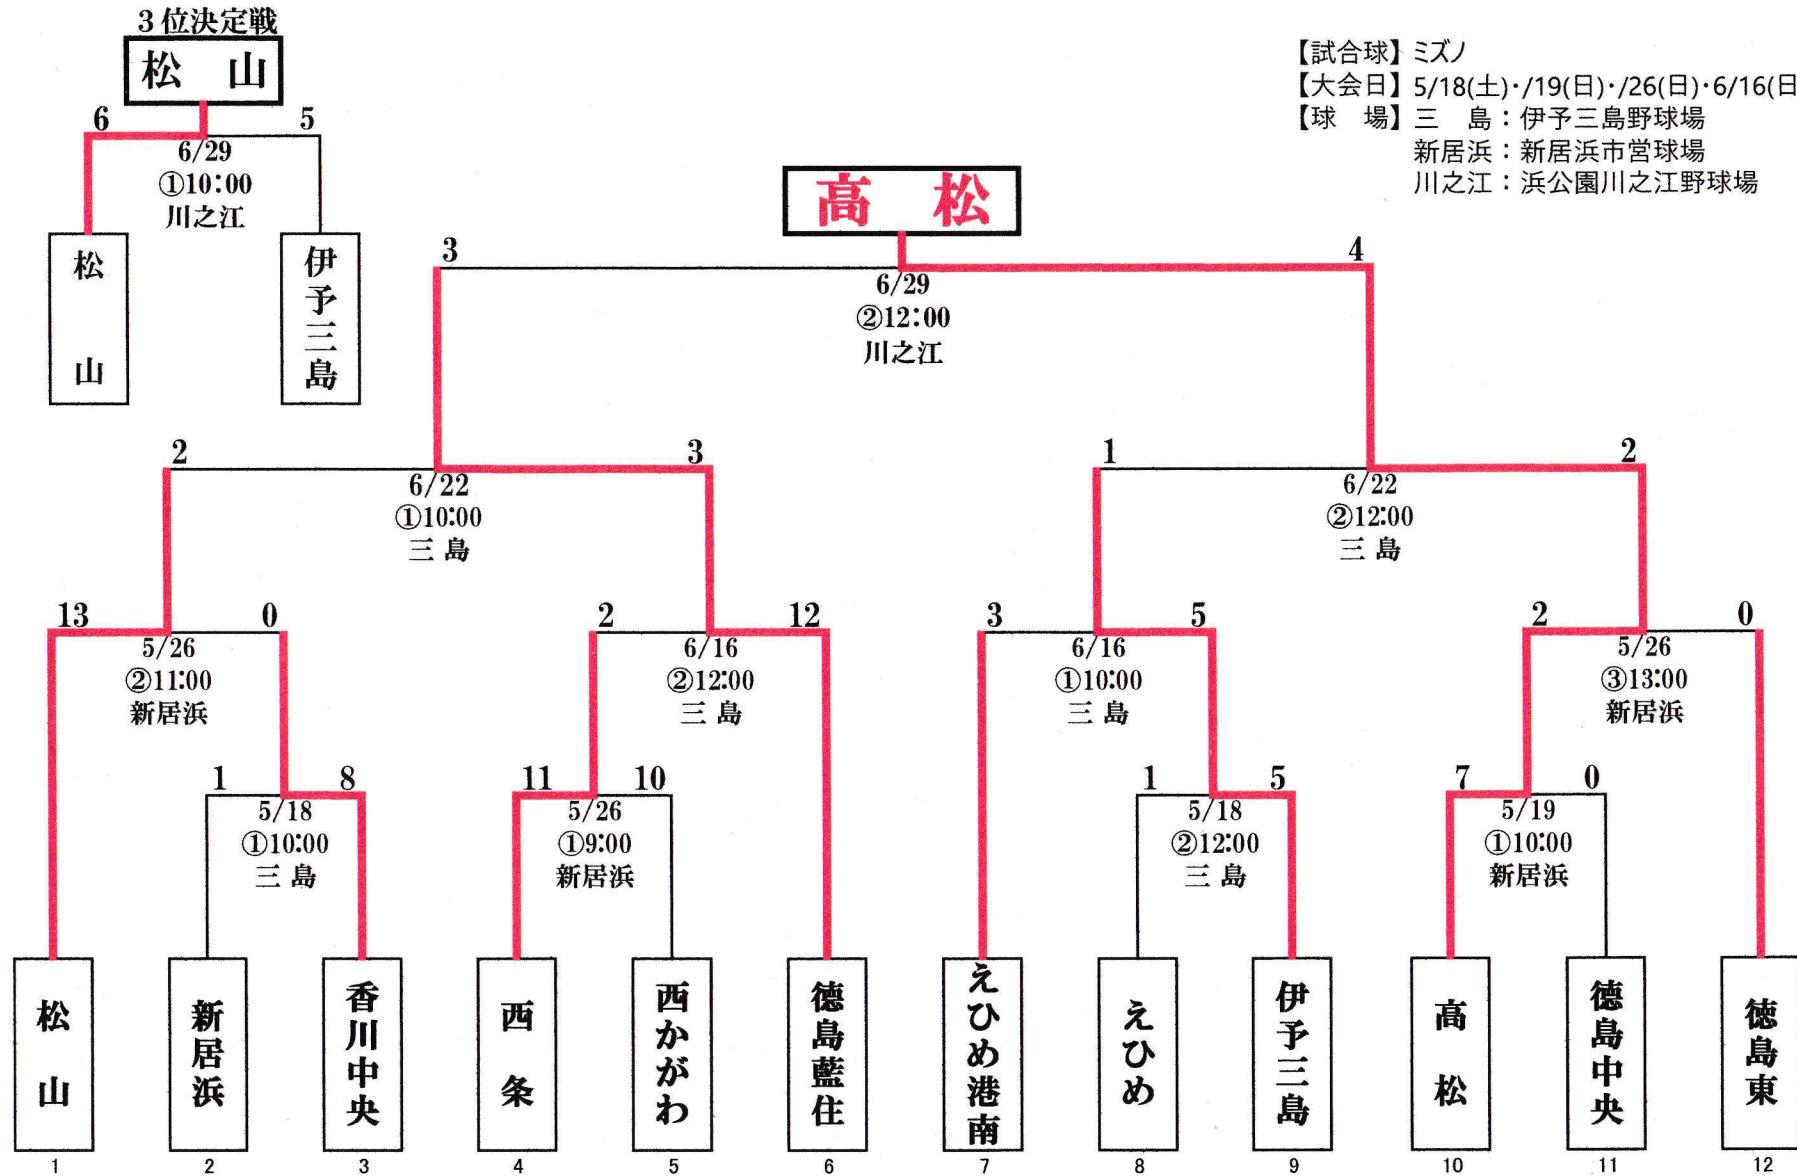 3位決定戦
松 山
6 5
6/29
①10:00
川之江
松山
伊予三島
【試合球】ミズノ
【大会日】5/18(土)・/19(日)・/26(日)・6/16(日
【球 場】三 島：伊予三島野球場
新居浜：新居浜市営球場
川之江：浜公園川之江野球場
高 松
3 4
6/29
②12:00
川之江
2 3
6/22
①10:00
三 島
1 2
6/22
②12:00
三 島
13 0
5/26
②11:00
新居浜
2 12
6/16
②12:00
三 島
3 5
6/16
①10:00
三 島
2 0
5/26
③13:00
新居浜
1 8
5/18
①10:00
三 島
11 10
5/26
①9:00
新居浜
1 5
5/18
②12:00
三 島
7 0
5/19
①10:00
新居浜
松山
新居浜
香川中央
西条
西かがわ
徳島藍住
えひめ港南
えひめ
伊予三島
高松
徳島中央
徳島東
1 2 3 4 5 6 7 8 9 10 11 12